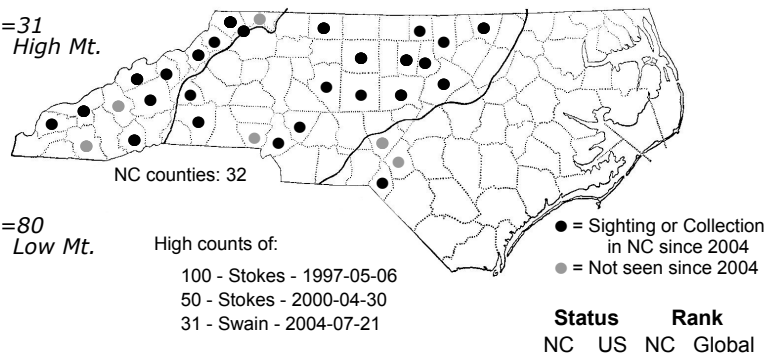 =31
High Mt.
NC counties: 32
=80
Low Mt.
High counts of:
100 - Stokes - 1997-05-06
50 - Stokes - 2000-04-30
31 - Swain - 2004-07-21
= Sighting or Collection
in NC since 2004
= Not seen since 2004
Status Rank
NC US NC Global